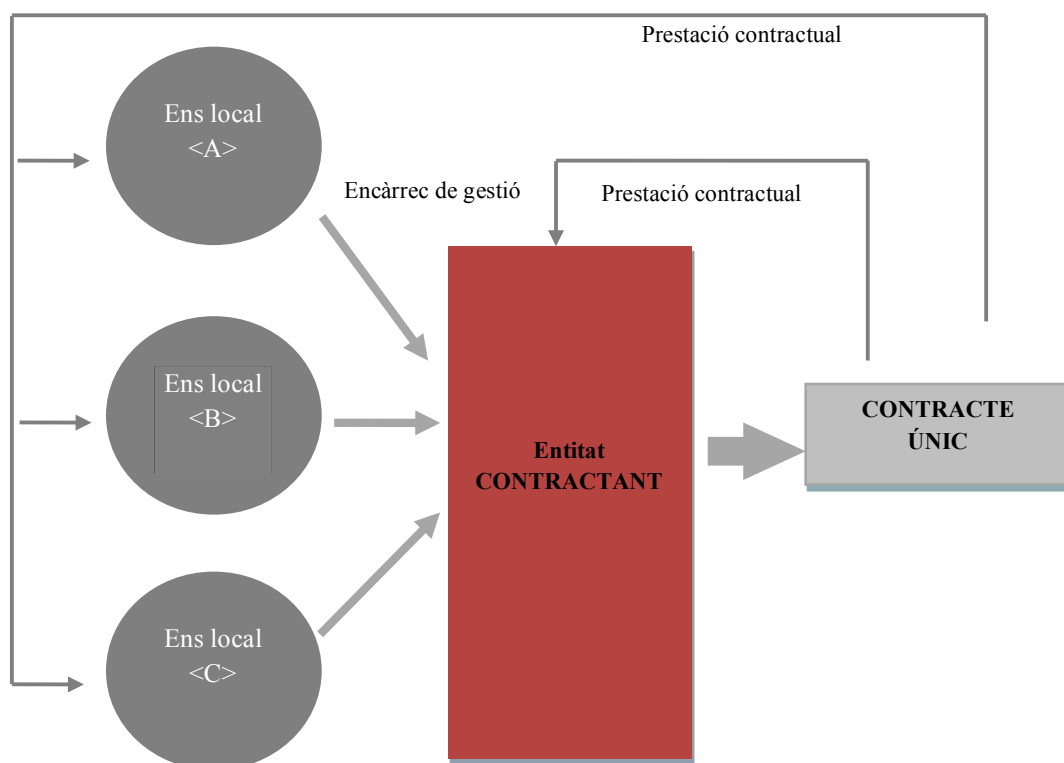 Prestació contractual
Ens local
<A>
Encàrrec de gestió
Prestació contractual
Ens local
<B>
Entitat
CONTRACTANT
CONTRACTE
ÚNIC
Ens local
<C>